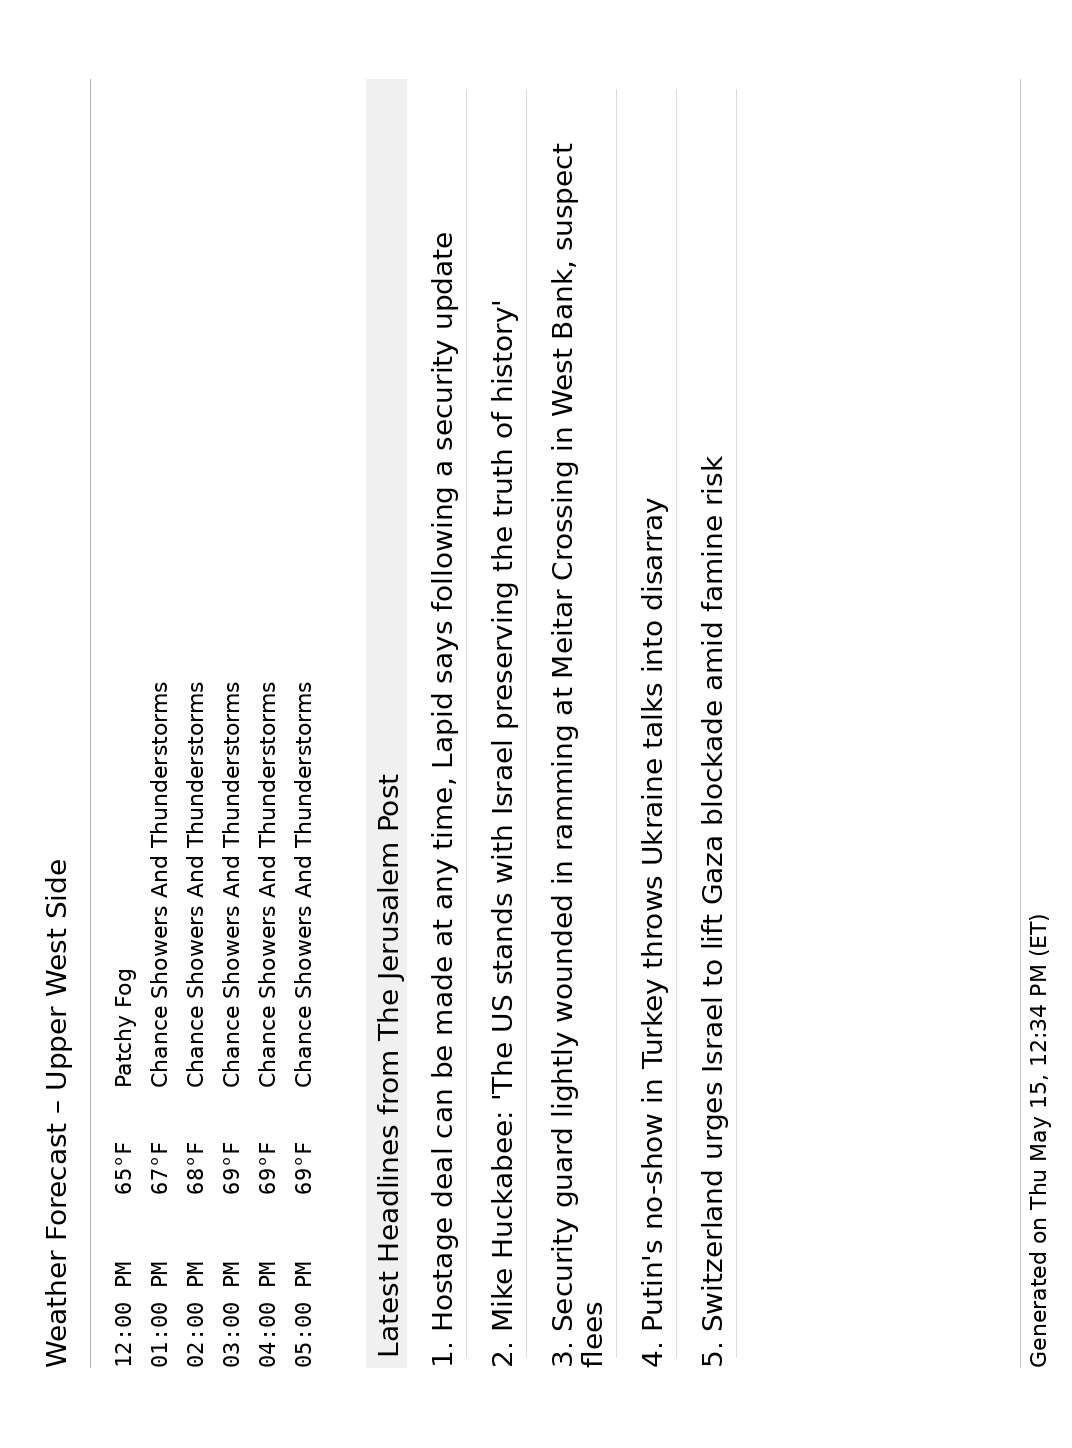 Weather Forecast – Upper West Side
12:00 PM 65°F Patchy Fog
01:00 PM 67°F Chance Showers And Thunderstorms
02:00 PM 68°F Chance Showers And Thunderstorms
03:00 PM 69°F Chance Showers And Thunderstorms
04:00 PM 69°F Chance Showers And Thunderstorms
05:00 PM 69°F Chance Showers And Thunderstorms
Latest Headlines from The Jerusalem Post
1. Hostage deal can be made at any time, Lapid says following a security update
2. Mike Huckabee: 'The US stands with Israel preserving the truth of history'
3. Security guard lightly wounded in ramming at Meitar Crossing in West Bank, suspect
flees
4. Putin's no-show in Turkey throws Ukraine talks into disarray
5. Switzerland urges Israel to lift Gaza blockade amid famine risk
Generated on Thu May 15, 12:34 PM (ET)